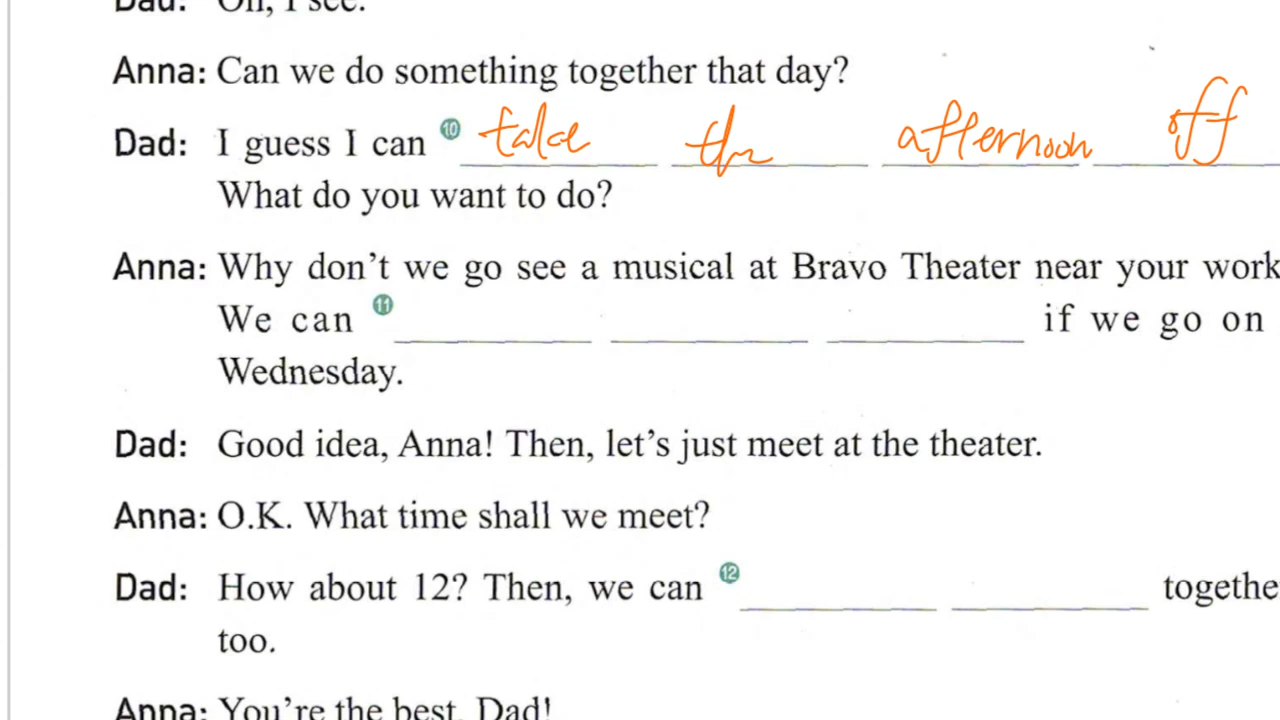 Dad: Oh, I see.
Anna: Can we do something together that day?
Dad: I guess I can ⑩ take the afternoon off
What do you want to do?
Anna: Why don't we go see a musical at Bravo Theater near your work
We can ⑪ if we go on
Wednesday.
Dad: Good idea, Anna! Then, let's just meet at the theater.
Anna: O.K. What time shall we meet?
Dad: How about 12? Then, we can ⑫ togethe
too.
Anna: You're the best, Dad!